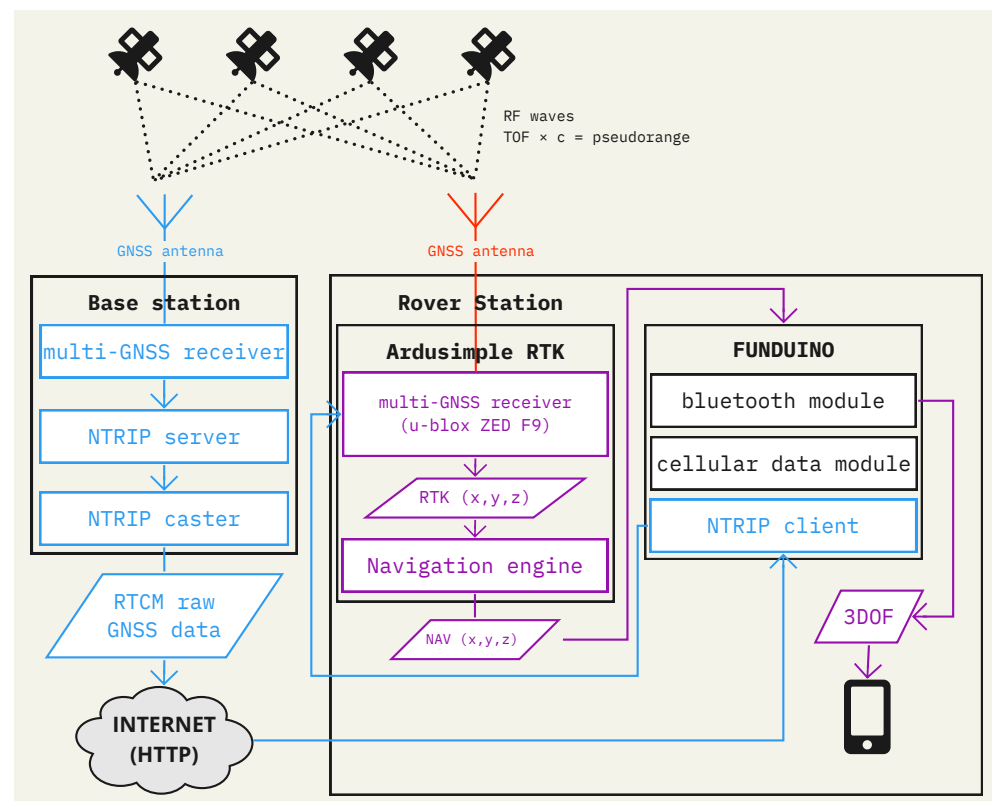 RF waves
TOF × c = pseudorange
GNSS antenna
GNSS antenna
Base station
multi-GNSS receiver
NTRIP server
NTRIP caster
RTCM raw
GNSS data
INTERNET
(HTTP)
Rover Station
Ardusimple RTK
multi-GNSS receiver
(u-blox ZED F9)
RTK (x,y,z)
Navigation engine
NAV (x,y,z)
FUNDUINO
bluetooth module
cellular data module
NTRIP client
3DOF